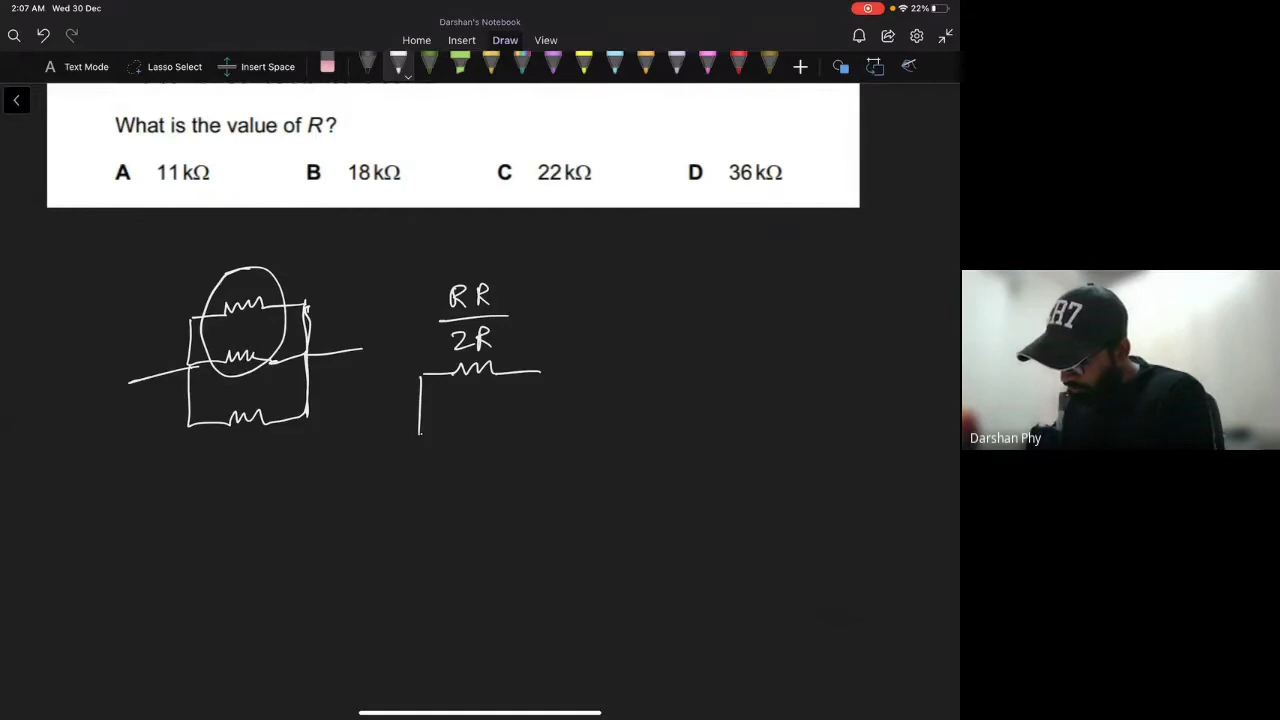 2:07 AM Wed 30 Dec
22%
Darshan's Notebook
Home Insert Draw View
A Text Mode Lasso Select Insert Space
What is the value of R?
A 11 kΩ B 18 kΩ C 22 kΩ D 36 kΩ
RR
2R
Darshan Phy